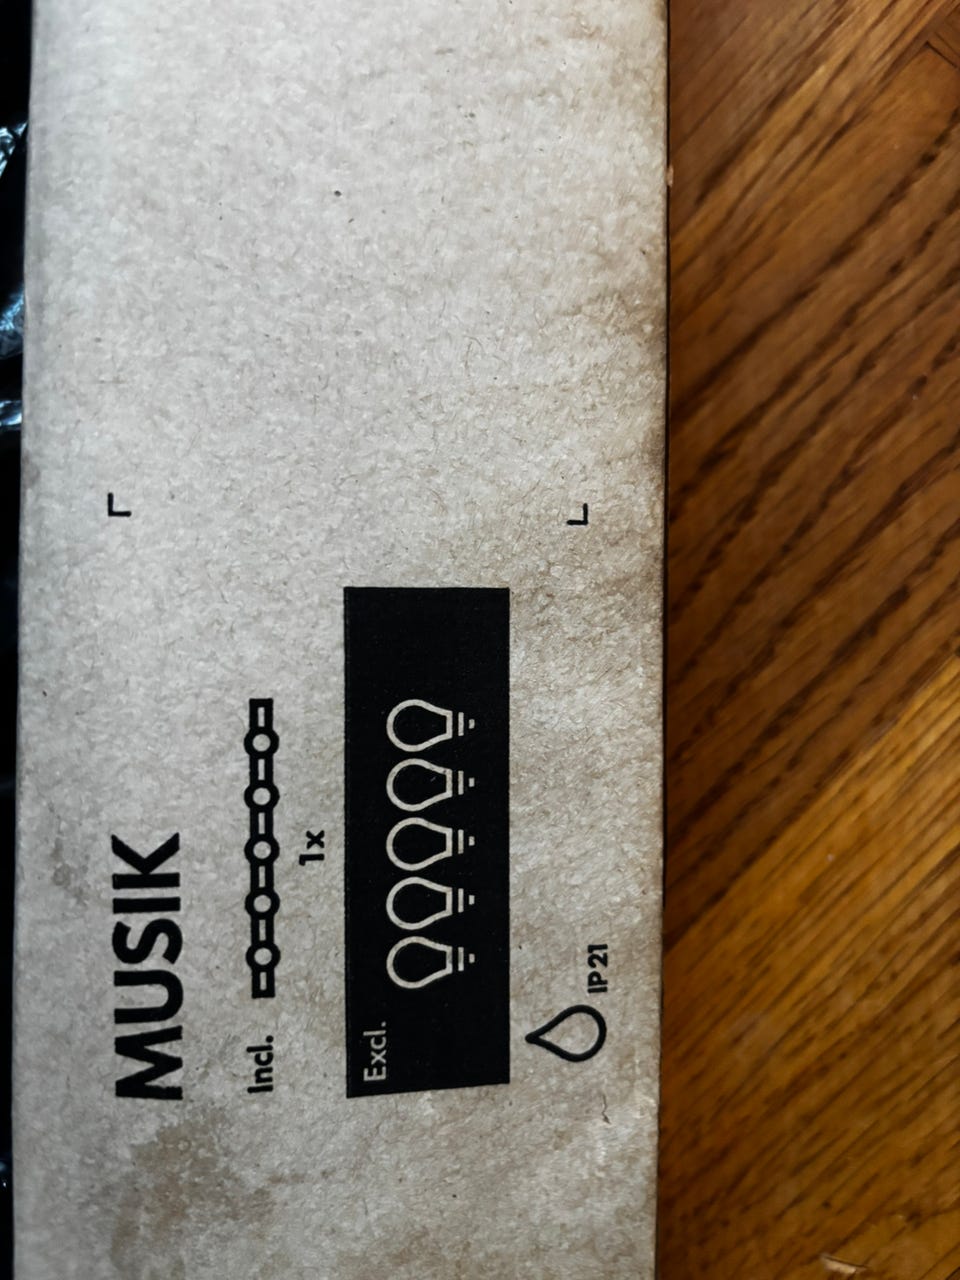 MUSIK
Incl.
1x
Excl.
IP21